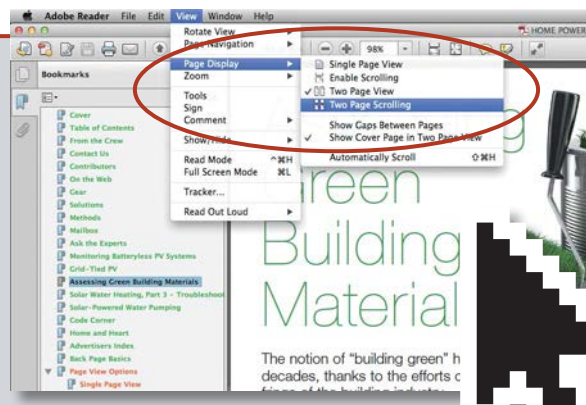 Adobe Reader File Edit View Window Help
HOME POWER
98%
Bookmarks
Cover
Table of Contents
From the Crew
Contact Us
Contributors
On the Web
Gear
Solutions
Methods
Mailbox
Ask the Experts
Monitoring Batteryless PV Systems
Grid-Tied PV
Assessing Green Building Materials
Solar Water Heating, Part 3 - Troubleshoot
Solar-Powered Water Pumping
Code Corner
Home and Heart
Advertisers Index
Back Page Basics
Page View Options
Single Page View
Rotate View
Page Navigation
Page Display
Zoom
Tools
Sign
Comment
Show/Hide
Read Mode ^⌘H
Full Screen Mode ⌘L
Tracker...
Read Out Loud
Single Page View
Enable Scrolling
✓ Two Page View
Two Page Scrolling
Show Gaps Between Pages
✓ Show Cover Page in Two Page View
Automatically Scroll ⇧⌘H
Green
Building
Material
The notion of "building green" h
decades, thanks to the efforts
fringe of the building industry